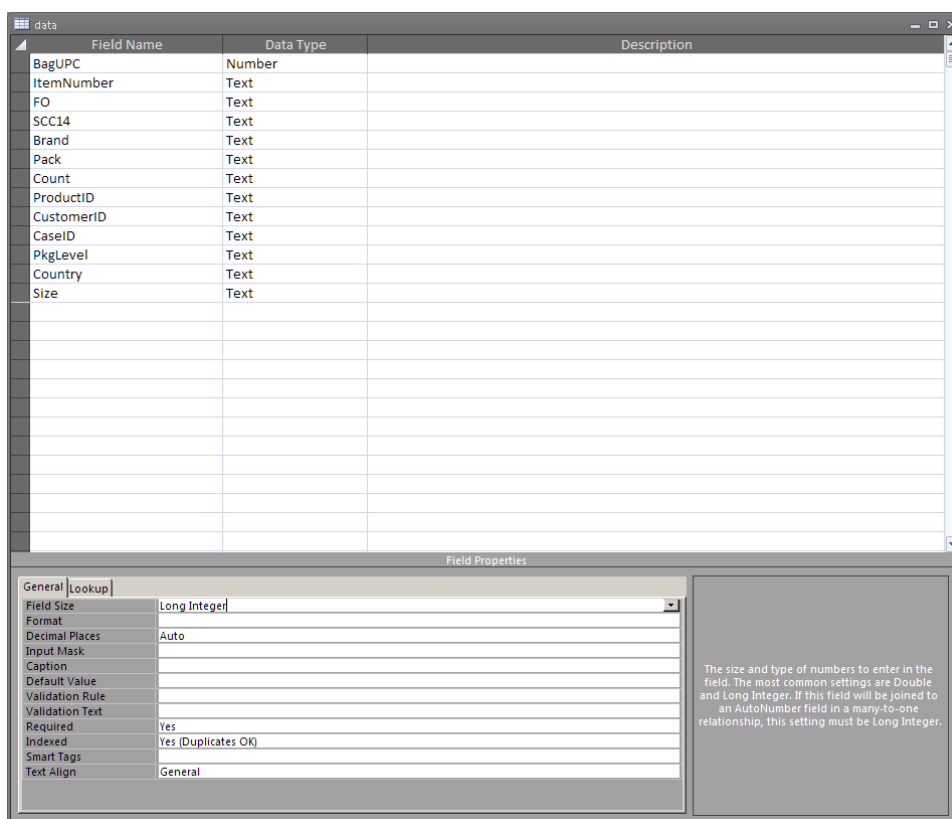 data
Field Name Data Type Description
BagUPC Number
ItemNumber Text
FO Text
SCC14 Text
Brand Text
Pack Text
Count Text
ProductID Text
CustomerID Text
CaseID Text
PkgLevel Text
Country Text
Size Text
Field Properties
General Lookup
Field Size Long Integer
Format
Decimal Places Auto
Input Mask
Caption
Default Value
Validation Rule
Validation Text
Required Yes
Indexed Yes (Duplicates OK)
Smart Tags
Text Align General
The size and type of numbers to enter in the
field. The most common settings are Double
and Long Integer. If this field will be joined to
an AutoNumber field in a many-to-one
relationship, this setting must be Long Integer.